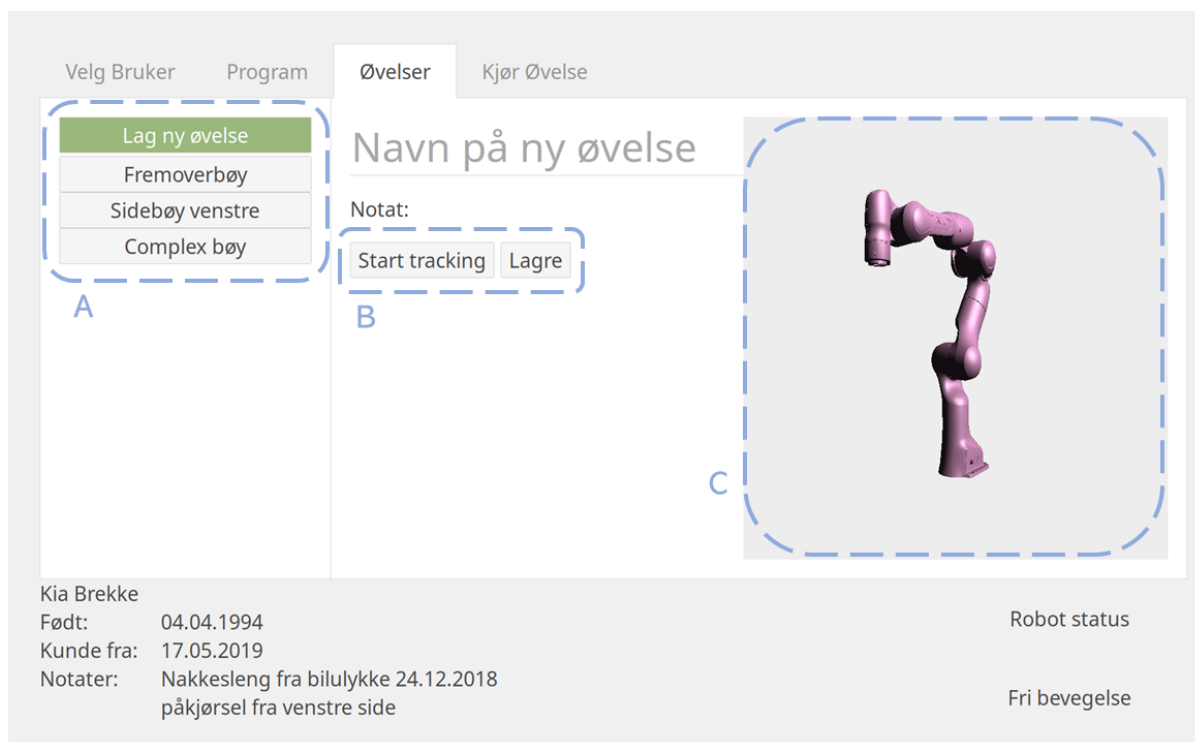 Velg Bruker Program Øvelser Kjør Øvelse
Lag ny øvelse
Fremoverbøy
Sidebøy venstre
Complex bøy
A
Navn på ny øvelse
Notat:
Start tracking Lagre
B
C
Kia Brekke
Født: 04.04.1994
Kunde fra: 17.05.2019
Notater: Nakkesleng fra bilulykke 24.12.2018
påkjørsel fra venstre side
Robot status
Fri bevegelse